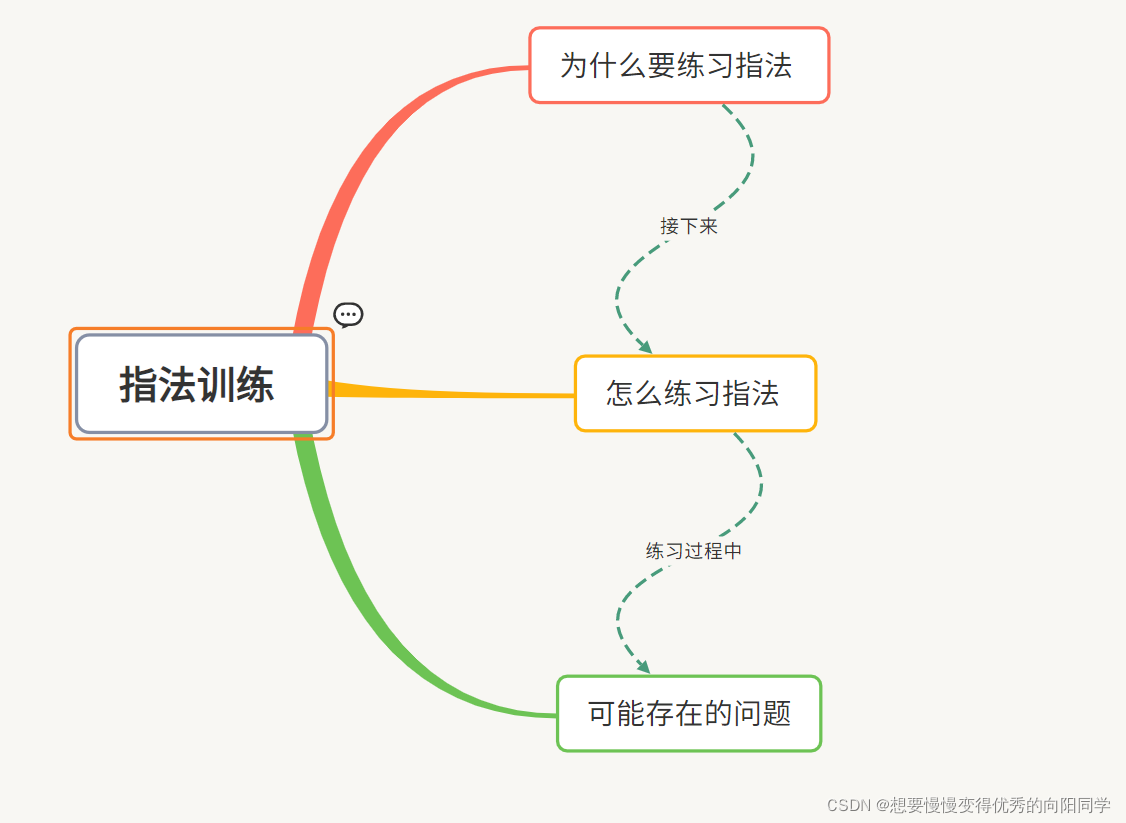 为什么要练习指法
接下来
指法训练
怎么练习指法
练习过程中
可能存在的问题
CSDN @想要慢慢变得优秀的向阳同学